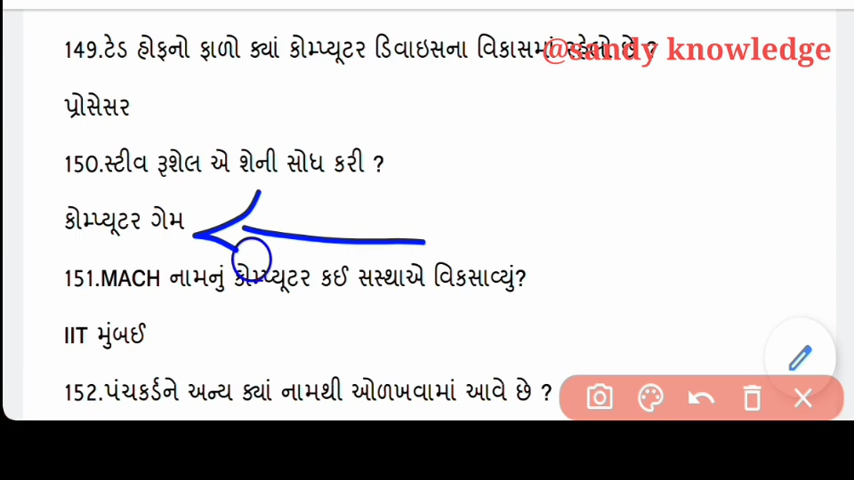 149.ટેડ હોફનો ફાળો ક્યાં કોમ્પ્યૂટર ડિવાઇસના વિકાસમાં રહેલો છે ?
@sandy knowledge
પ્રોસેસર
150.સ્ટીવ રૂશેલ એ શેની સોધ કરી ?
કોમ્પ્યૂટર ગેમ
151.MACH નામનું કોમ્પ્યૂટર કઈ સસ્થાએ વિકસાવ્યું?
IIT મુંબઈ
152.પંચકર્ડને અન્ય ક્યાં નામથી ઓળખવામાં આવે છે ?